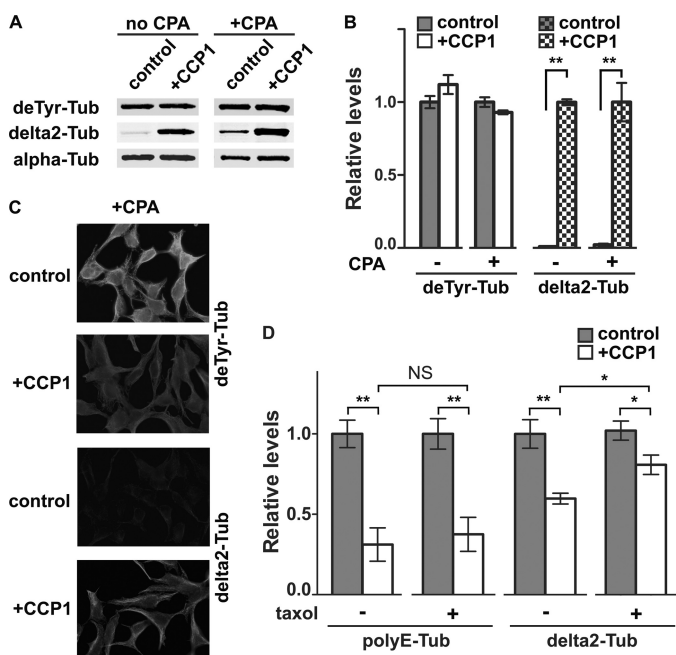 A
no CPA
+CPA
control
+CCP1
control
+CCP1
deTyr-Tub
delta2-Tub
alpha-Tub
B
control
+CCP1
control
+CCP1
**
**
Relative levels
1.0
0.0
CPA
-
+
-
+
deTyr-Tub
delta2-Tub
C
+CPA
control
+CCP1
deTyr-Tub
control
+CCP1
delta2-Tub
D
control
+CCP1
NS
*
**
**
**
*
Relative levels
1.0
0.5
0.0
taxol
-
+
-
+
polyE-Tub
delta2-Tub